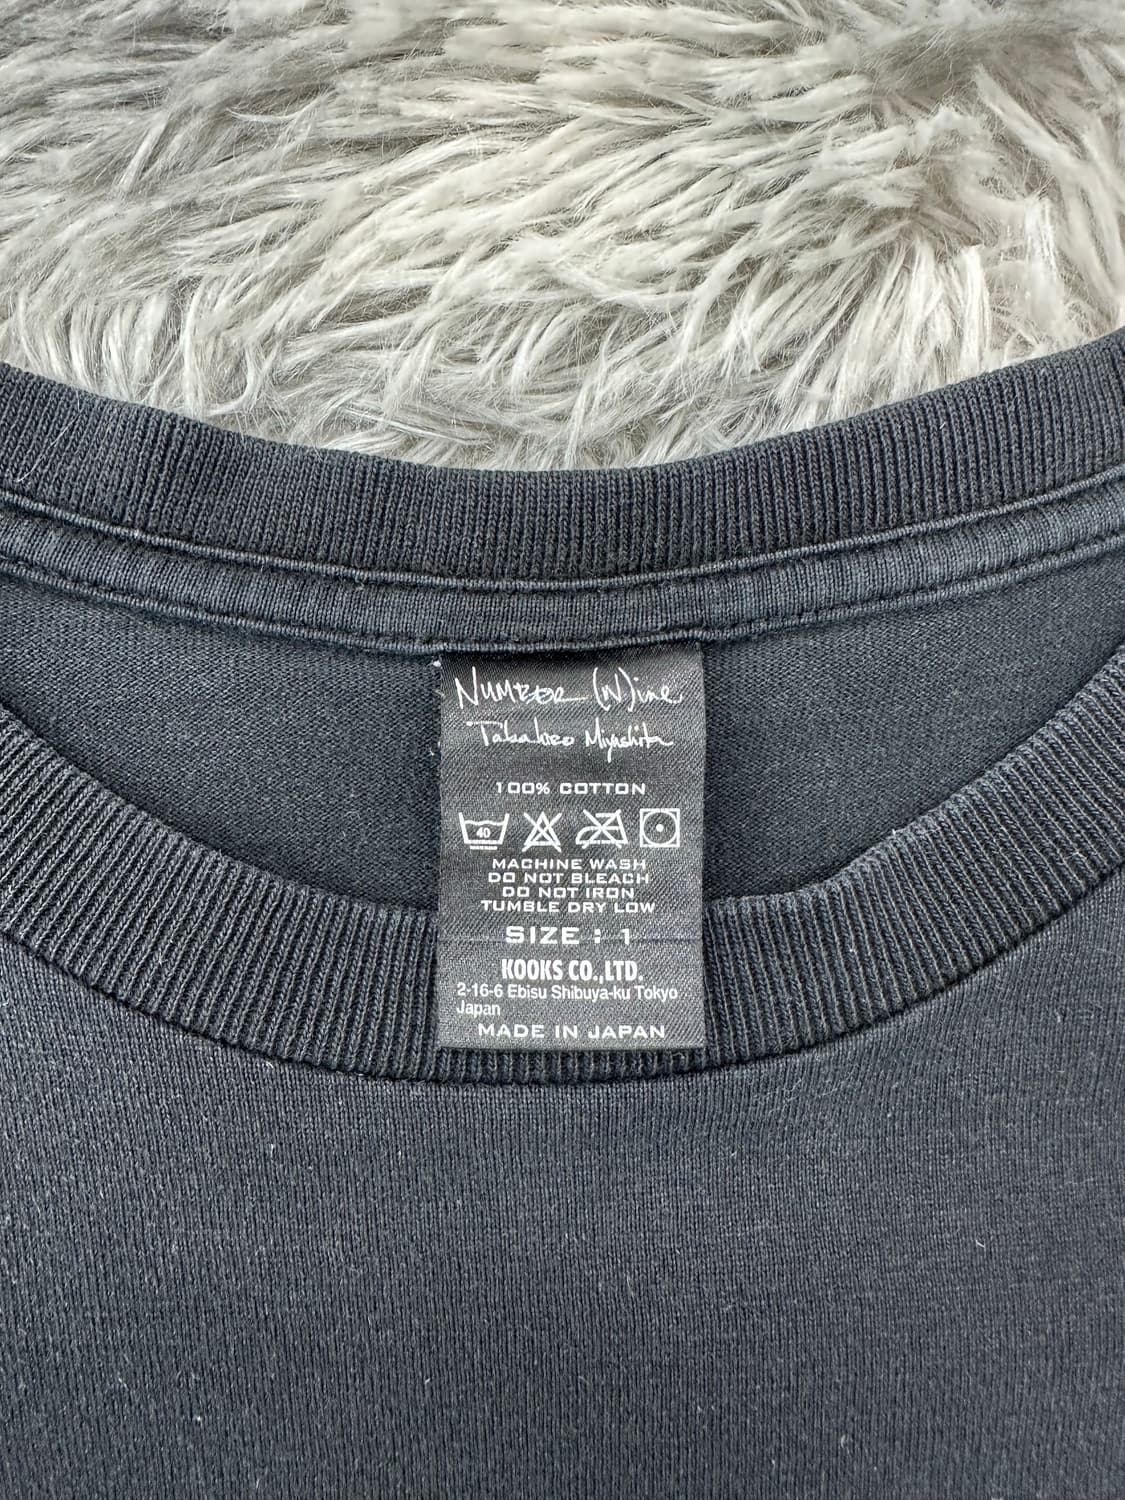 NUMBER (N)ine
Takahiro Miyashita
100% COTTON
40
MACHINE WASH
DO NOT BLEACH
DO NOT IRON
TUMBLE DRY LOW
SIZE : 1
KOOKS CO.,LTD.
2-16-6 Ebisu Shibuya-ku Tokyo
Japan
MADE IN JAPAN